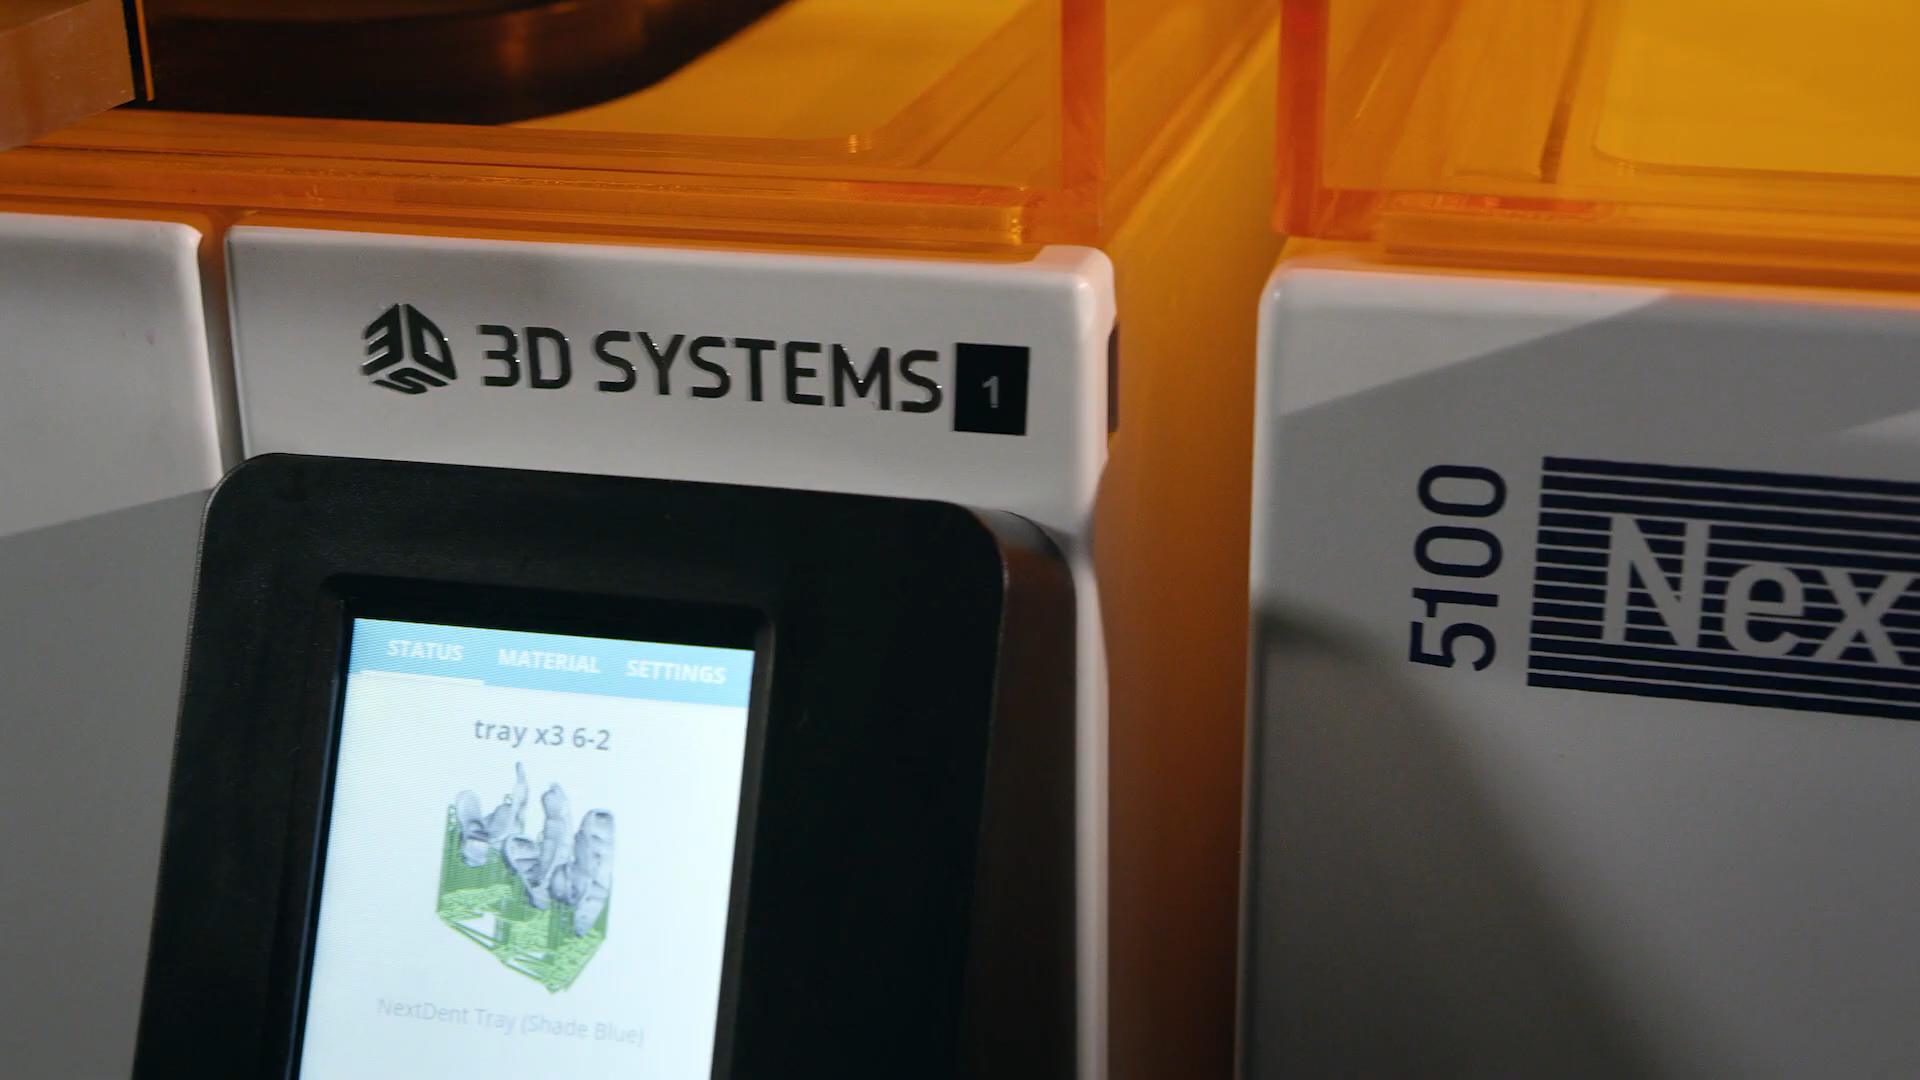 3D SYSTEMS
1
5100
Nex
STATUS MATERIAL SETTINGS
tray x3 6-2
NextDent Tray (Shade Blue)